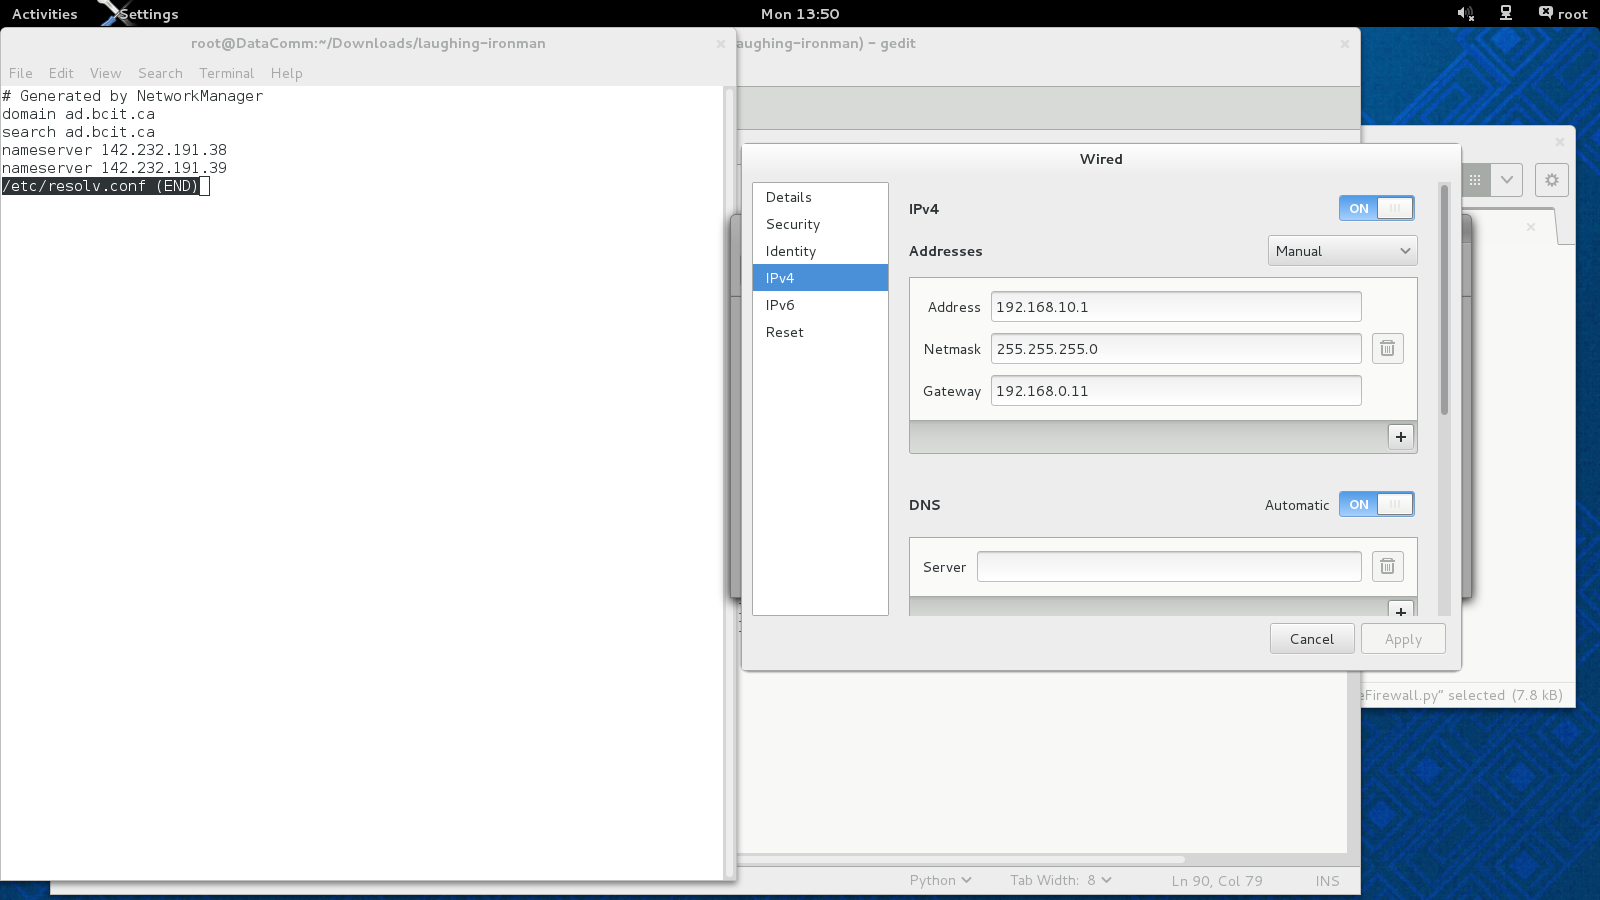 Activities Settings Mon 13:50 root
root@DataComm:~/Downloads/laughing-ironman
File Edit View Search Terminal Help
# Generated by NetworkManager
domain ad.bcit.ca
search ad.bcit.ca
nameserver 142.232.191.38
nameserver 142.232.191.39
/etc/resolv.conf (END)
aughing-ironman) - gedit
Wired
Details
Security
Identity
IPv4
IPv6
Reset
IPv4 ON
Addresses Manual
Address 192.168.10.1
Netmask 255.255.255.0
Gateway 192.168.0.11
+
DNS Automatic ON
Server
+
Cancel Apply
eFirewall.py" selected (7.8 kB)
Python Tab Width: 8 Ln 90, Col 79 INS